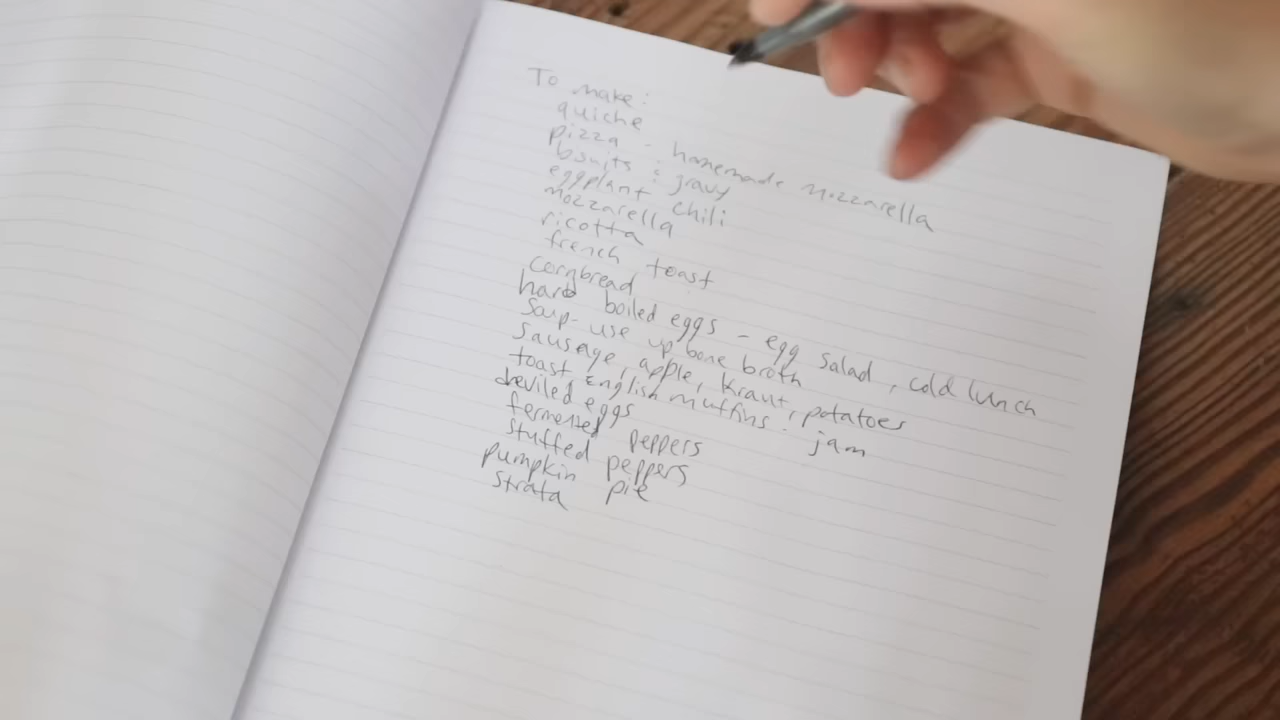 To make:
quiche
pizza - homemade mozzarella
bsuits & gravy
eggplant chili
mozzarella
ricotta
french toast
cornbread
hard boiled eggs - egg salad, cold lunch
soup - use up bone broth
sausage, apple, kraut, potatoes
toast English muffins & jam
deviled eggs
fermented peppers
stuffed peppers
pumpkin pie
strata